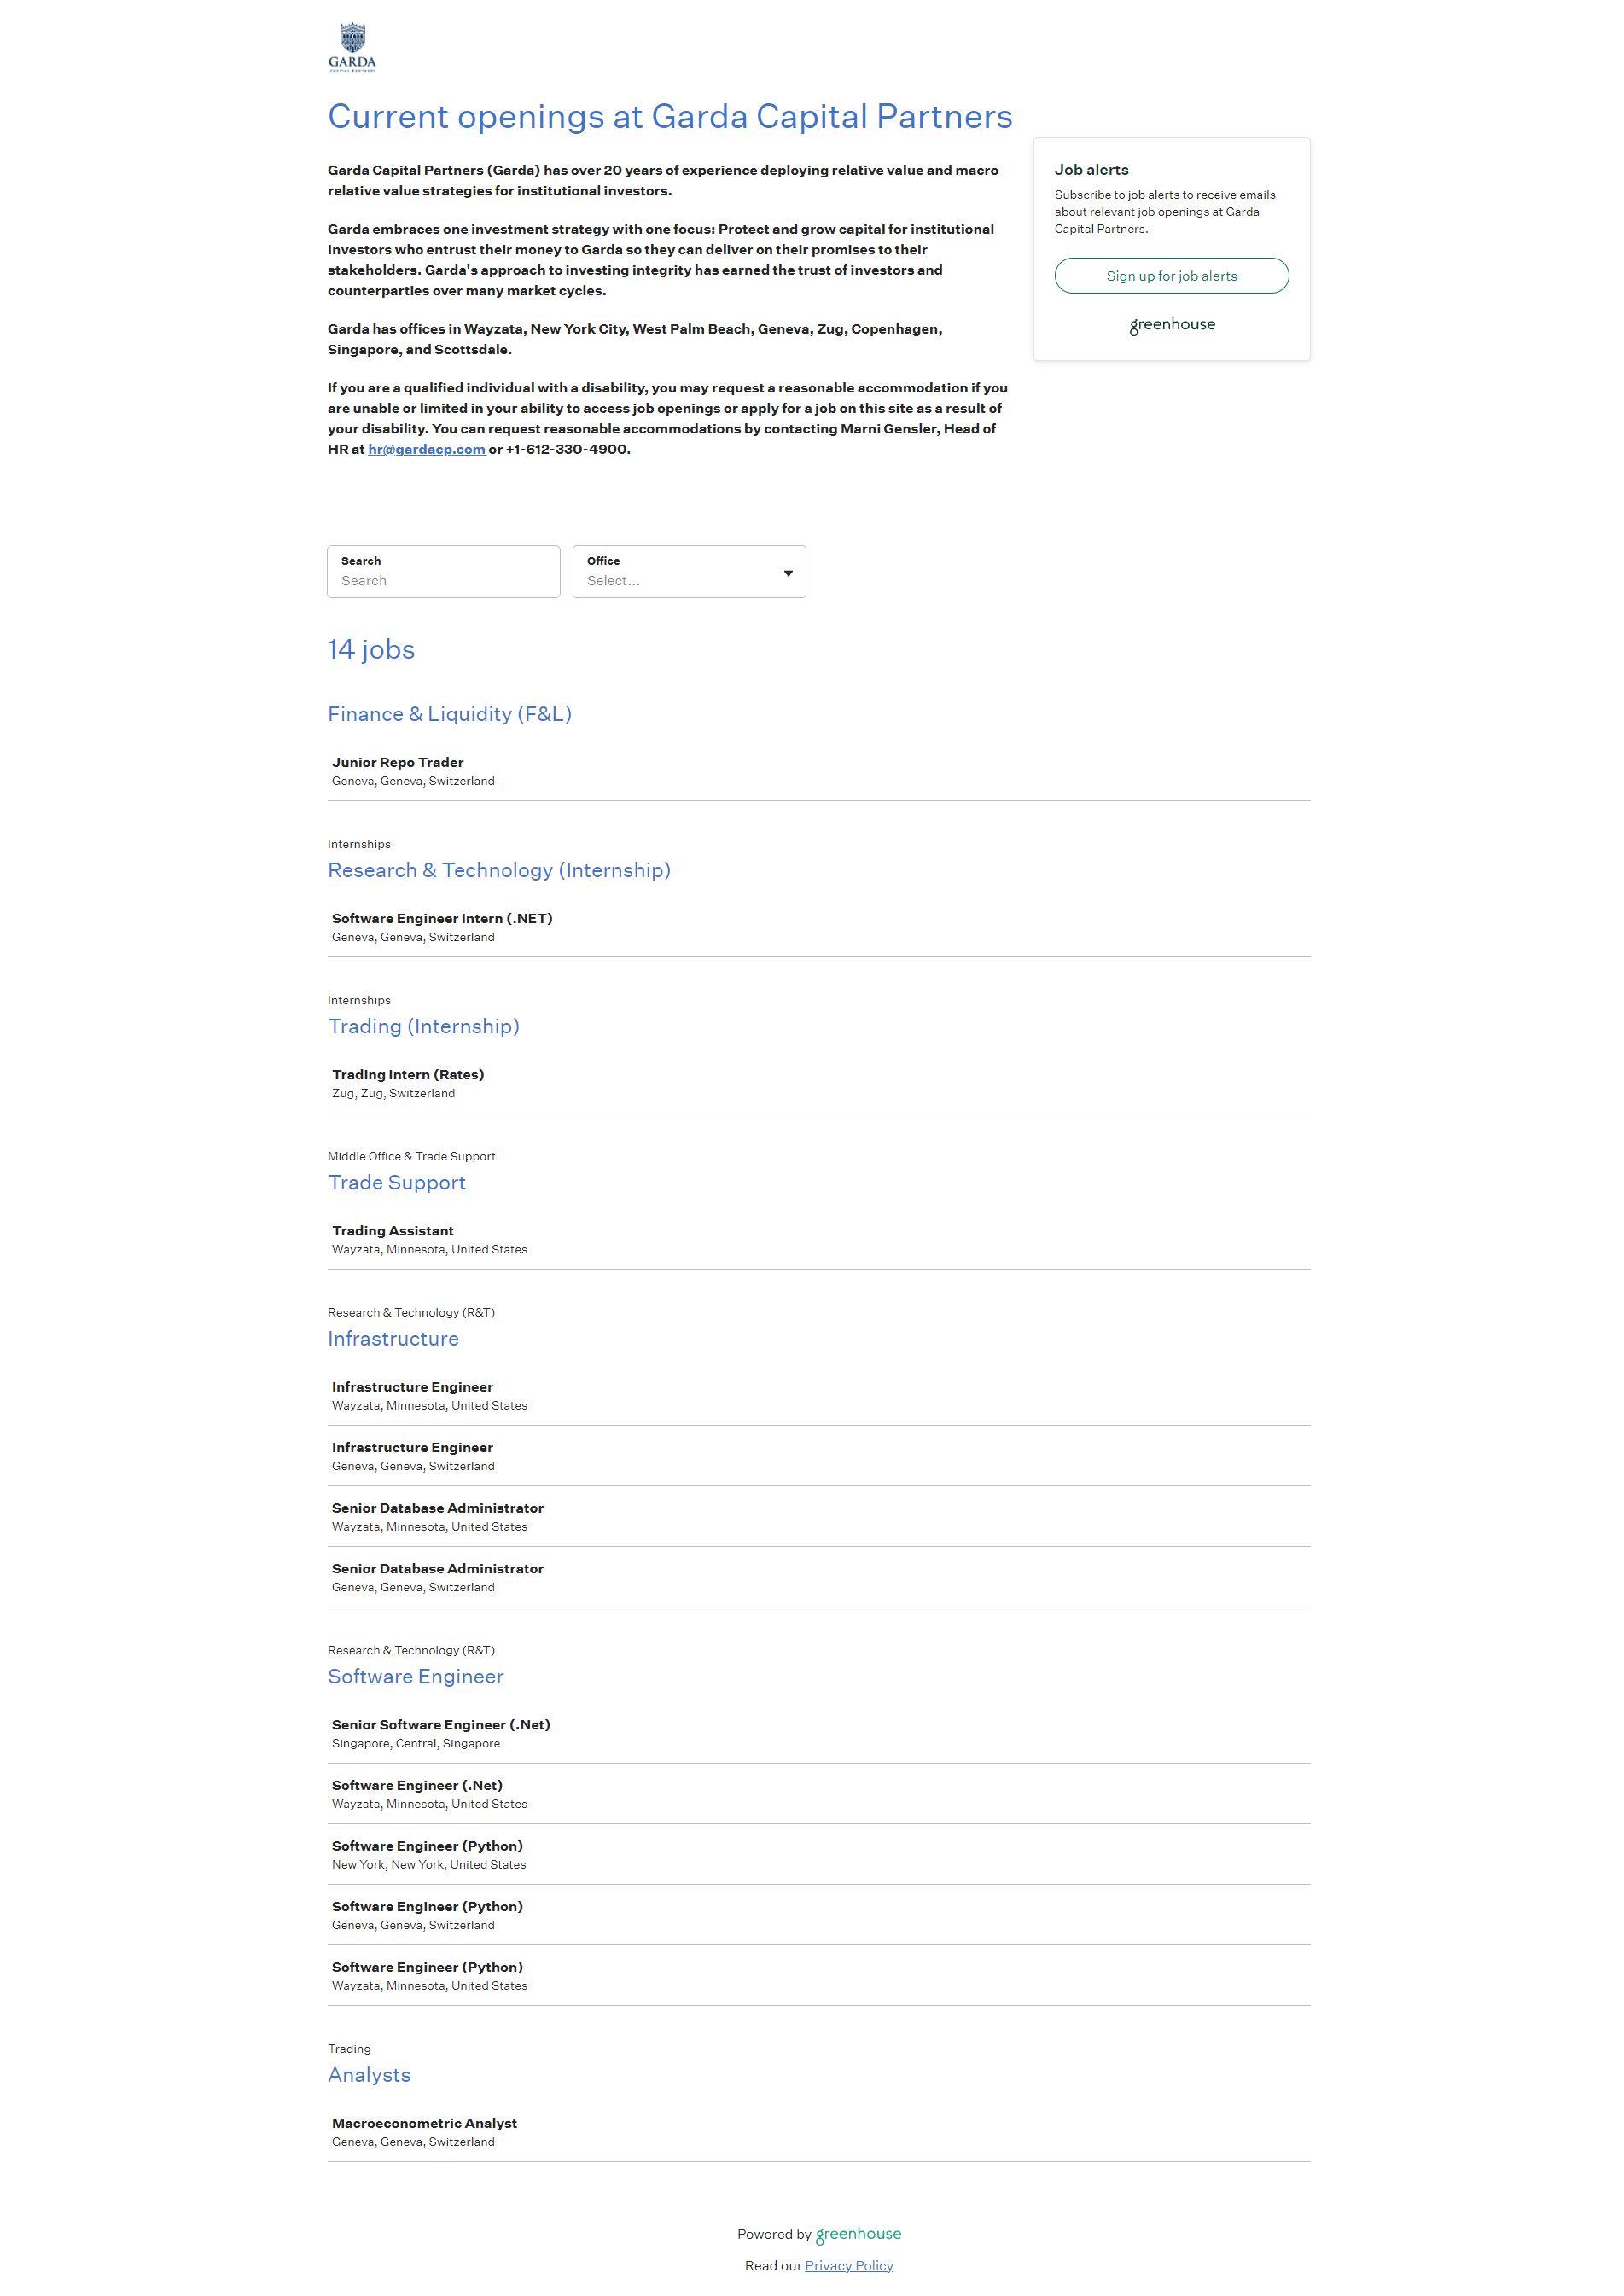 GARDA
CAPITAL PARTNERS
Current openings at Garda Capital Partners
Garda Capital Partners (Garda) has over 20 years of experience deploying relative value and macro
relative value strategies for institutional investors.
Garda embraces one investment strategy with one focus: Protect and grow capital for institutional
investors who entrust their money to Garda so they can deliver on their promises to their
stakeholders. Garda's approach to investing integrity has earned the trust of investors and
counterparties over many market cycles.
Garda has offices in Wayzata, New York City, West Palm Beach, Geneva, Zug, Copenhagen,
Singapore, and Scottsdale.
If you are a qualified individual with a disability, you may request a reasonable accommodation if you
are unable or limited in your ability to access job openings or apply for a job on this site as a result of
your disability. You can request reasonable accommodations by contacting Marni Gensler, Head of
HR at hr@gardacp.com or +1-612-330-4900.
Job alerts
Subscribe to job alerts to receive emails
about relevant job openings at Garda
Capital Partners.
Sign up for job alerts
greenhouse
Search
Search
Office
Select...
14 jobs
Finance & Liquidity (F&L)
Junior Repo Trader
Geneva, Geneva, Switzerland
Internships
Research & Technology (Internship)
Software Engineer Intern (.NET)
Geneva, Geneva, Switzerland
Internships
Trading (Internship)
Trading Intern (Rates)
Zug, Zug, Switzerland
Middle Office & Trade Support
Trade Support
Trading Assistant
Wayzata, Minnesota, United States
Research & Technology (R&T)
Infrastructure
Infrastructure Engineer
Wayzata, Minnesota, United States
Infrastructure Engineer
Geneva, Geneva, Switzerland
Senior Database Administrator
Wayzata, Minnesota, United States
Senior Database Administrator
Geneva, Geneva, Switzerland
Research & Technology (R&T)
Software Engineer
Senior Software Engineer (.Net)
Singapore, Central, Singapore
Software Engineer (.Net)
Wayzata, Minnesota, United States
Software Engineer (Python)
New York, New York, United States
Software Engineer (Python)
Geneva, Geneva, Switzerland
Software Engineer (Python)
Wayzata, Minnesota, United States
Trading
Analysts
Macroeconometric Analyst
Geneva, Geneva, Switzerland
Powered by greenhouse
Read our Privacy Policy